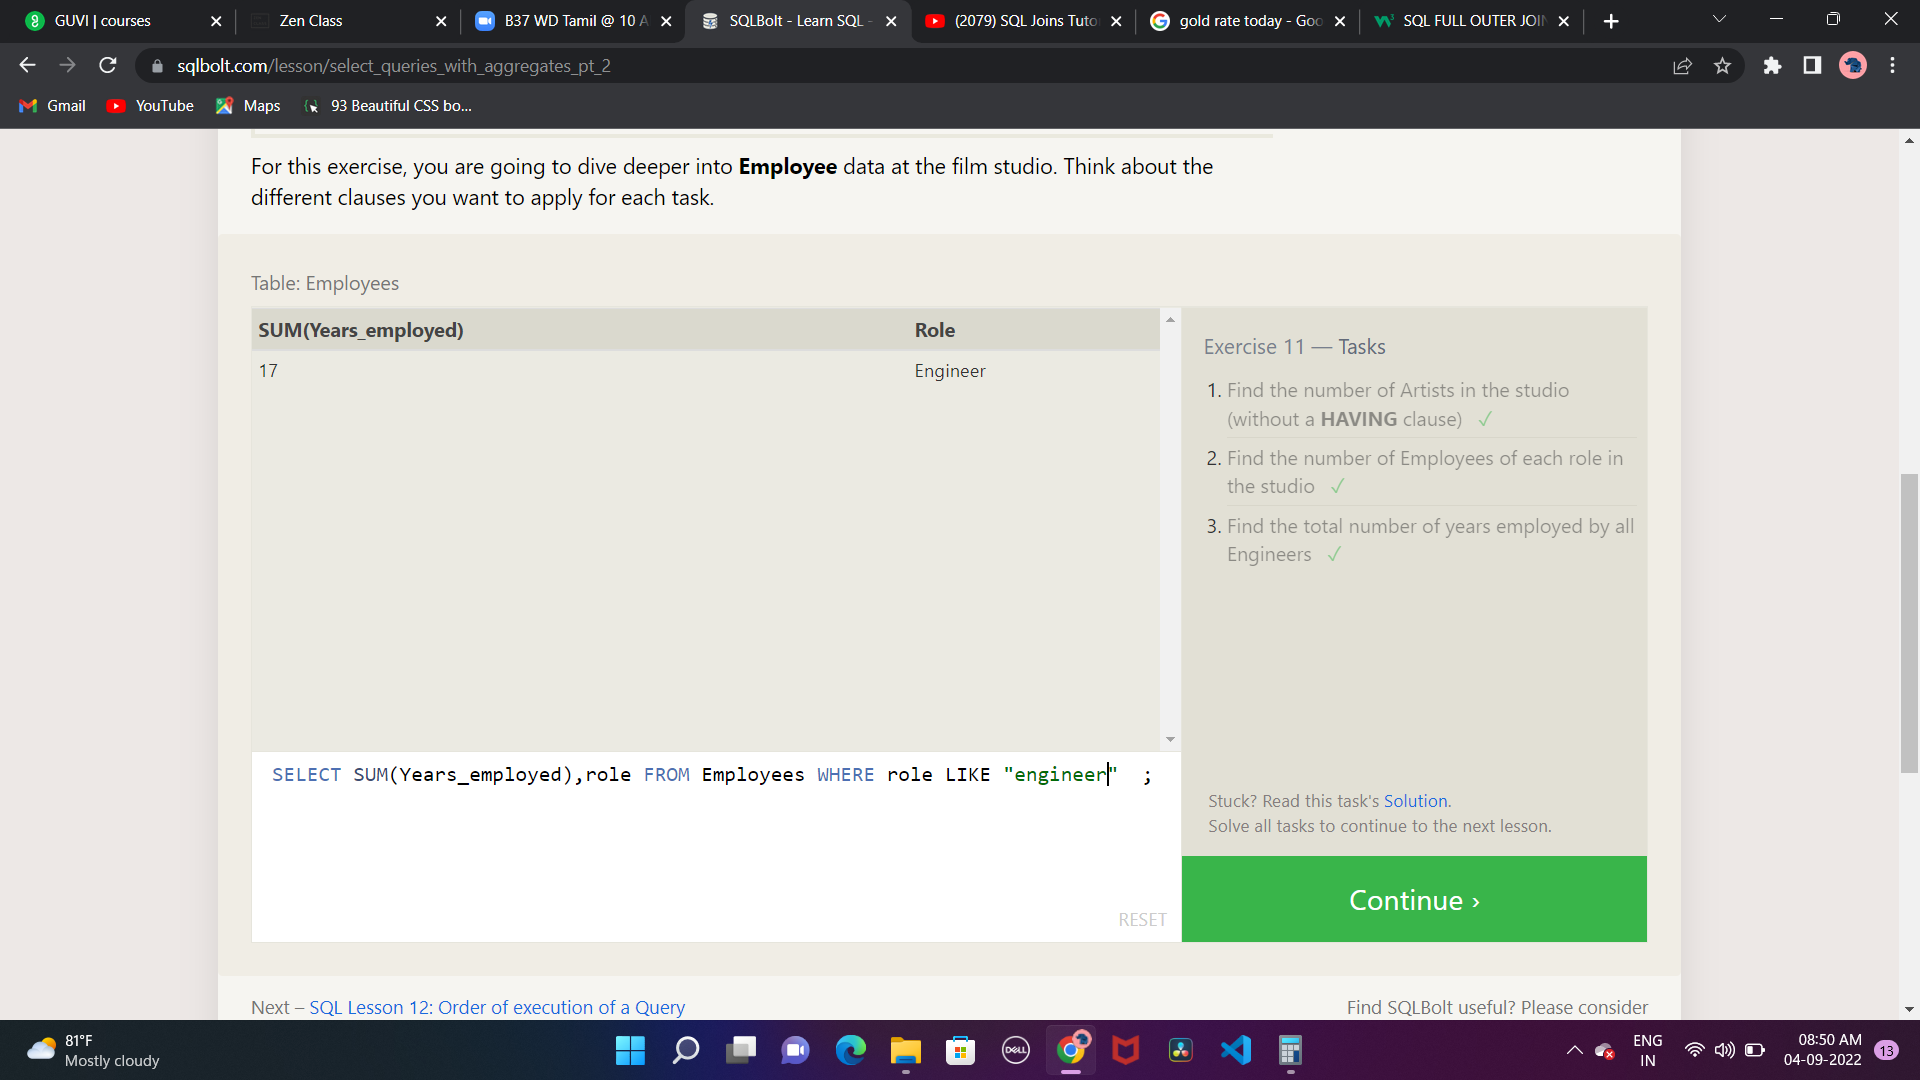 GUVI | courses
Zen Class
B37 WD Tamil @ 10 A
SQLBolt - Learn SQL -
(2079) SQL Joins Tuto
gold rate today - Goo
SQL FULL OUTER JOIN
sqlbolt.com/lesson/select_queries_with_aggregates_pt_2
Gmail
YouTube
Maps
93 Beautiful CSS bo...
For this exercise, you are going to dive deeper into Employee data at the film studio. Think about the
different clauses you want to apply for each task.
Table: Employees
SUM(Years_employed) Role
17 Engineer
Exercise 11 — Tasks
1. Find the number of Artists in the studio
(without a HAVING clause) ✓
2. Find the number of Employees of each role in
the studio ✓
3. Find the total number of years employed by all
Engineers ✓
SELECT SUM(Years_employed),role FROM Employees WHERE role LIKE "engineer" ;
RESET
Stuck? Read this task's Solution.
Solve all tasks to continue to the next lesson.
Continue ›
Next – SQL Lesson 12: Order of execution of a Query
Find SQLBolt useful? Please consider
81°F
Mostly cloudy
DELL
ENG
IN
08:50 AM
04-09-2022
13